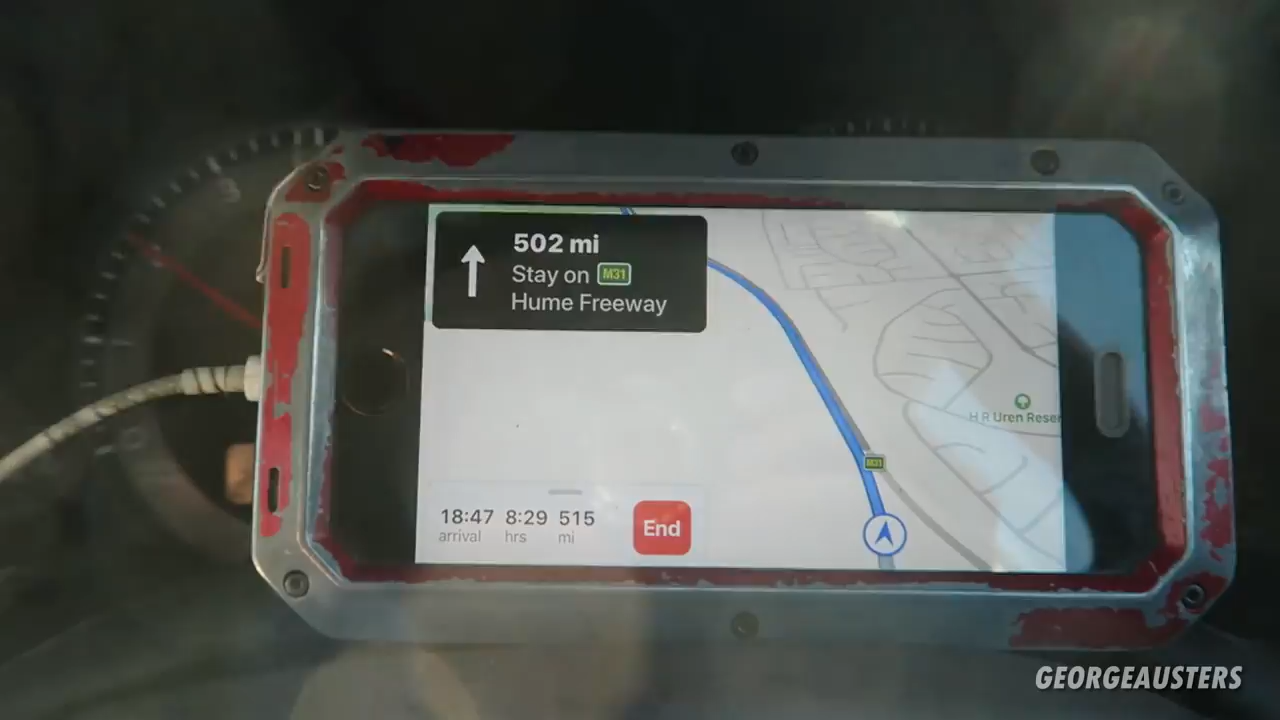 502 mi
Stay on M31
Hume Freeway
H R Uren Reser
M31
18:47 8:29 515
arrival hrs mi
End
GEORGEAUSTERS